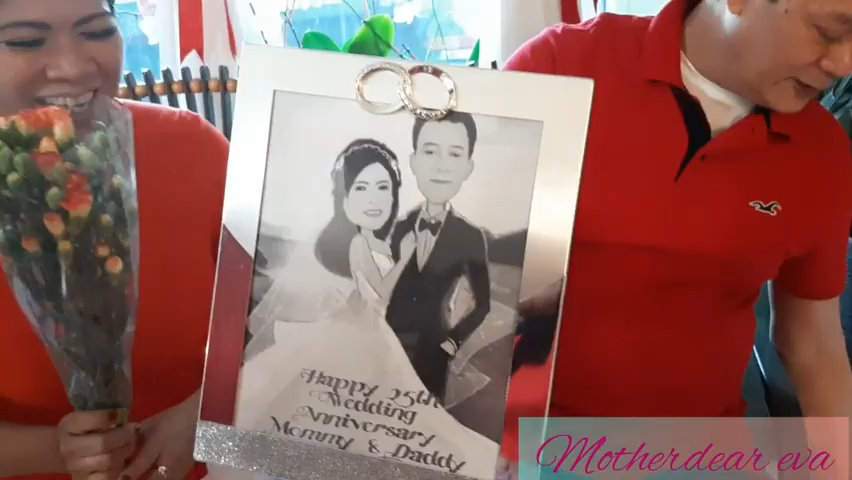 Happy 25th
Wedding
Anniversary
Mommy & Daddy
Motherdear eva